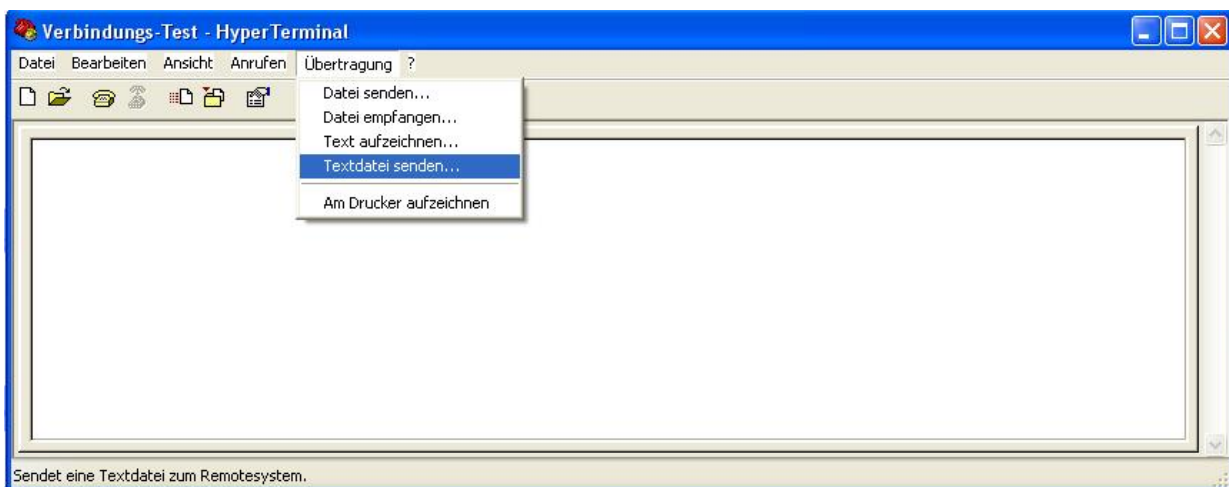 Verbindungs-Test - HyperTerminal
Datei Bearbeiten Ansicht Anrufen Übertragung ?
Datei senden...
Datei empfangen...
Text aufzeichnen...
Textdatei senden...
Am Drucker aufzeichnen
Sendet eine Textdatei zum Remotesystem.